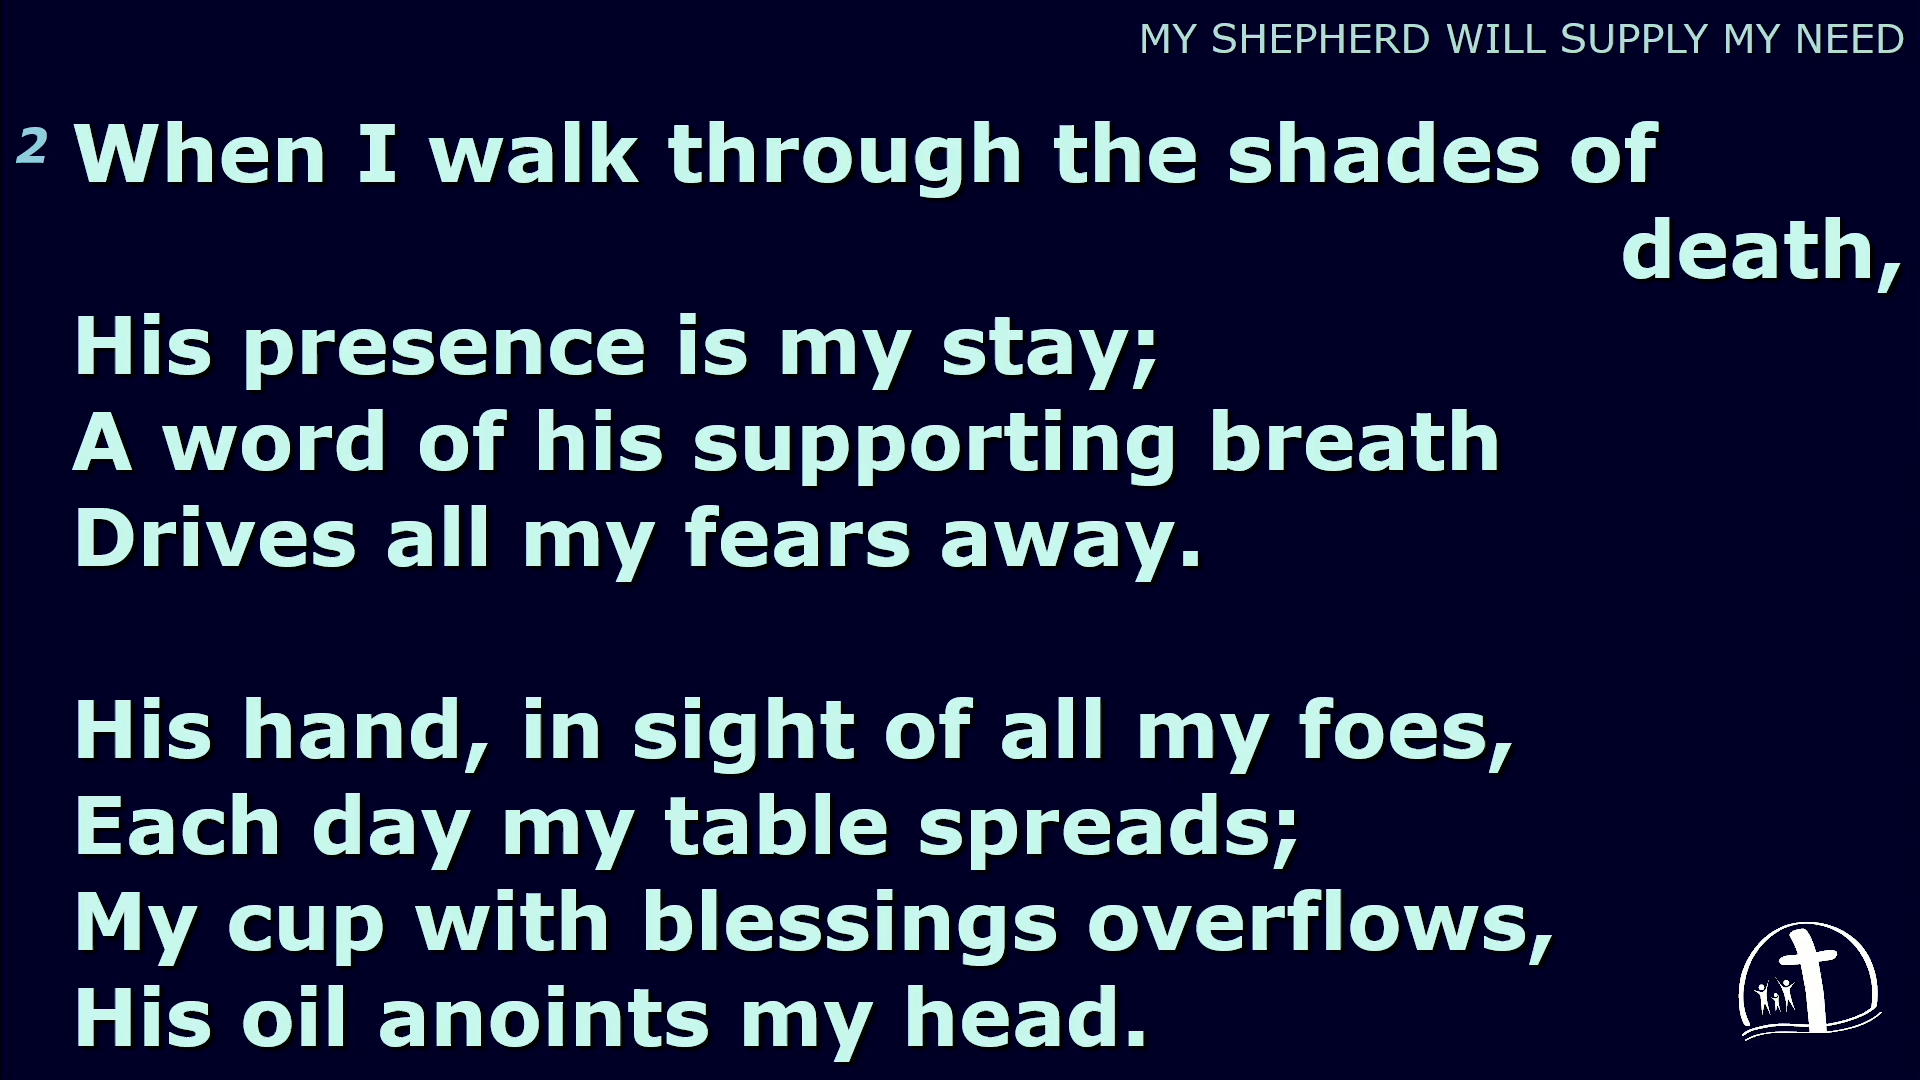 MY SHEPHERD WILL SUPPLY MY NEED
2 When I walk through the shades of
death,
His presence is my stay;
A word of his supporting breath
Drives all my fears away.
His hand, in sight of all my foes,
Each day my table spreads;
My cup with blessings overflows,
His oil anoints my head.